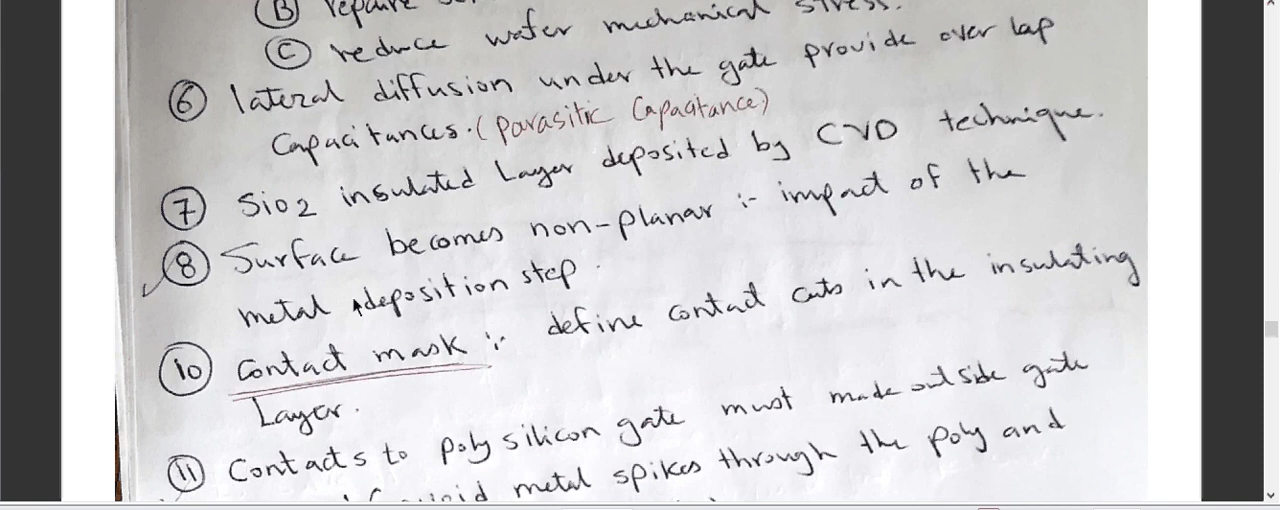 (B) repaire
(C) reduce wafer mechanical stress.
(6) lateral diffusion under the gate provide over lap
Capacitances. (Parasitic Capacitance)
(7) Sio2 insulated Layer deposited by CVD technique.
(8) Surface becomes non-planar :- impact of the
metal deposition step.
(10) Contact mask :- define contact cuts in the insulating
Layer.
(11) Contacts to poly silicon gate must made outside gate
metal spikes through the poly and